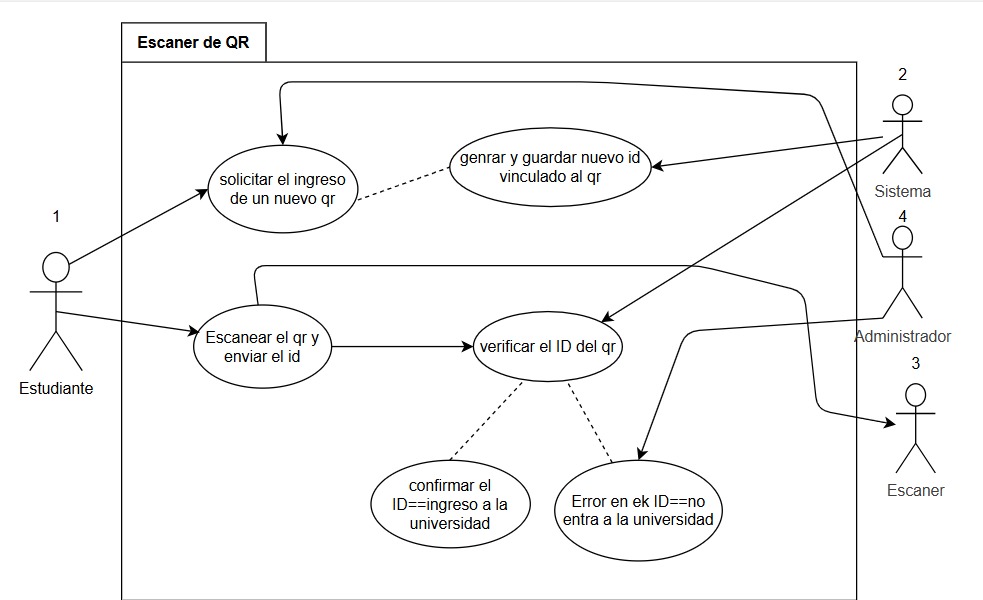 Escaner de QR
2
genrar y guardar nuevo id
vinculado al qr
solicitar el ingreso
de un nuevo qr
Sistema
1
4
Escanear el qr y
enviar el id
verificar el ID del qr
Administrador
3
Estudiante
confirmar el
ID==ingreso a la
universidad
Error en ek ID==no
entra a la universidad
Escaner